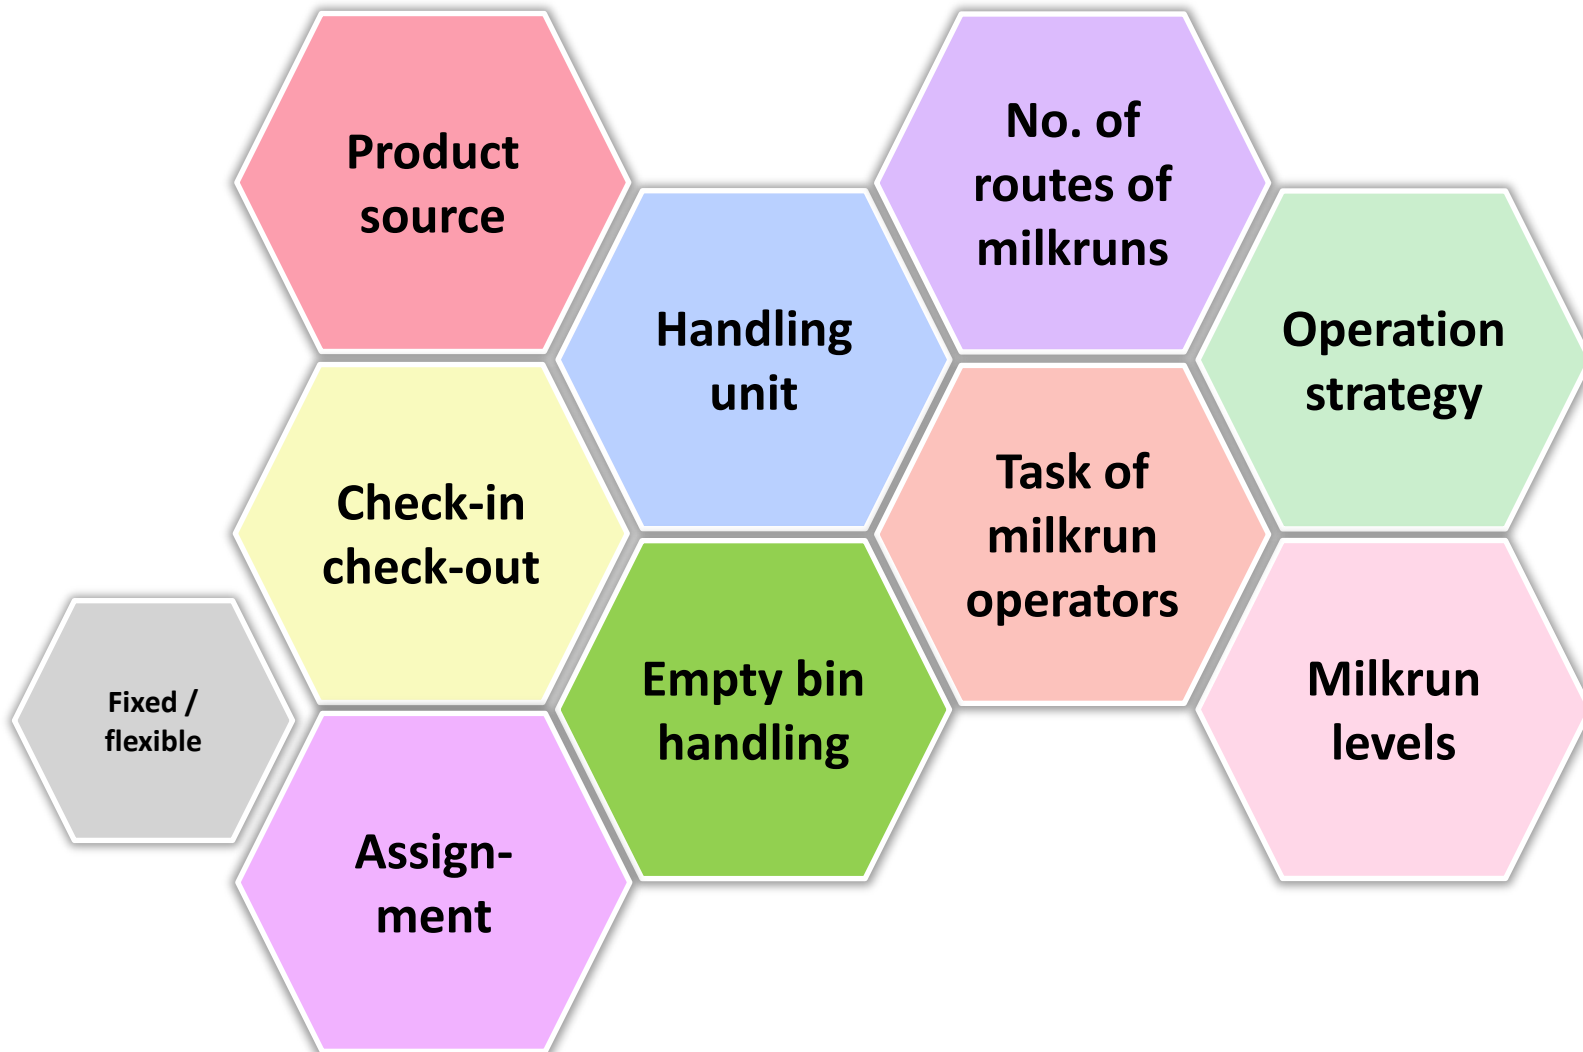 Product
source
No. of
routes of
milkruns
Handling
unit
Operation
strategy
Check-in
check-out
Task of
milkrun
operators
Fixed /
flexible
Empty bin
handling
Milkrun
levels
Assign-
ment